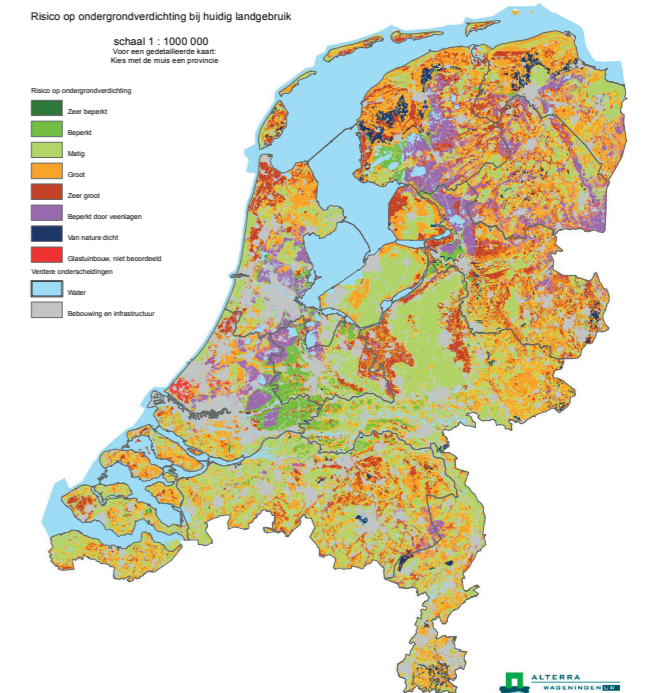 Risico op ondergrondverdichting bij huidig landgebruik
schaal 1 : 1000 000
Voor een gedetailleerde kaart:
Kies met de muis een provincie
Risico op ondergrondverdichting
Zeer beperkt
Beperkt
Matig
Groot
Zeer groot
Beperkt door veenlagen
Van nature dicht
Glastuinbouw, niet beoordeeld
Verdere onderscheidingen
Water
Bebouwing en infrastructuur
ALTERRA
WAGENINGEN UR